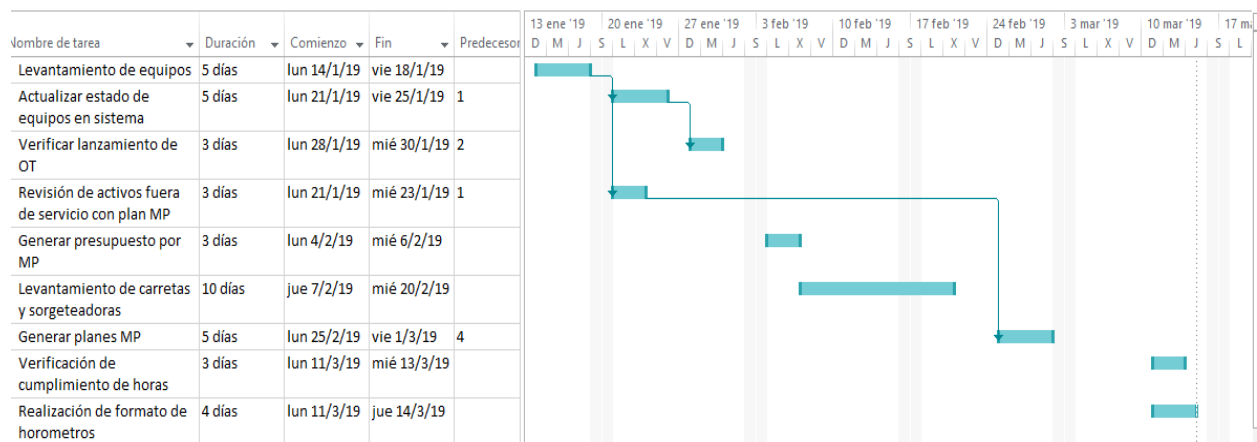 13 ene '19 20 ene '19 27 ene '19 3 feb '19 10 feb '19 17 feb '19 24 feb '19 3 mar '19 10 mar '19 17 ma
Nombre de tarea Duración Comienzo Fin Predecesor D M J S L X V D M J S L X V D M J S L X V D M J S L X V D M J S L
Levantamiento de equipos 5 días lun 14/1/19 vie 18/1/19
Actualizar estado de 5 días lun 21/1/19 vie 25/1/19 1
equipos en sistema
Verificar lanzamiento de 3 días lun 28/1/19 mié 30/1/19 2
OT
Revisión de activos fuera 3 días lun 21/1/19 mié 23/1/19 1
de servicio con plan MP
Generar presupuesto por 3 días lun 4/2/19 mié 6/2/19
MP
Levantamiento de carretas 10 días jue 7/2/19 mié 20/2/19
y sorgeteadoras
Generar planes MP 5 días lun 25/2/19 vie 1/3/19 4
Verificación de 3 días lun 11/3/19 mié 13/3/19
cumplimiento de horas
Realización de formato de 4 días lun 11/3/19 jue 14/3/19
horometros